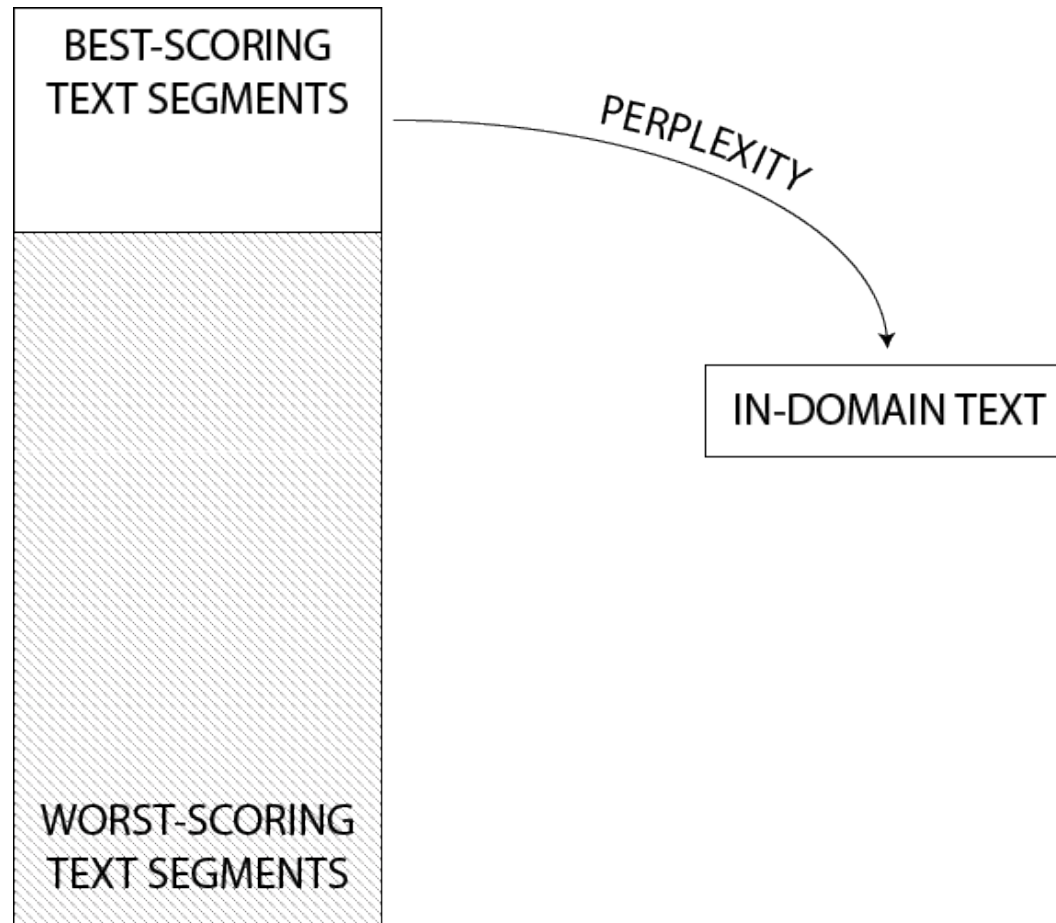 BEST-SCORING
TEXT SEGMENTS
PERPLEXITY
IN-DOMAIN TEXT
WORST-SCORING
TEXT SEGMENTS